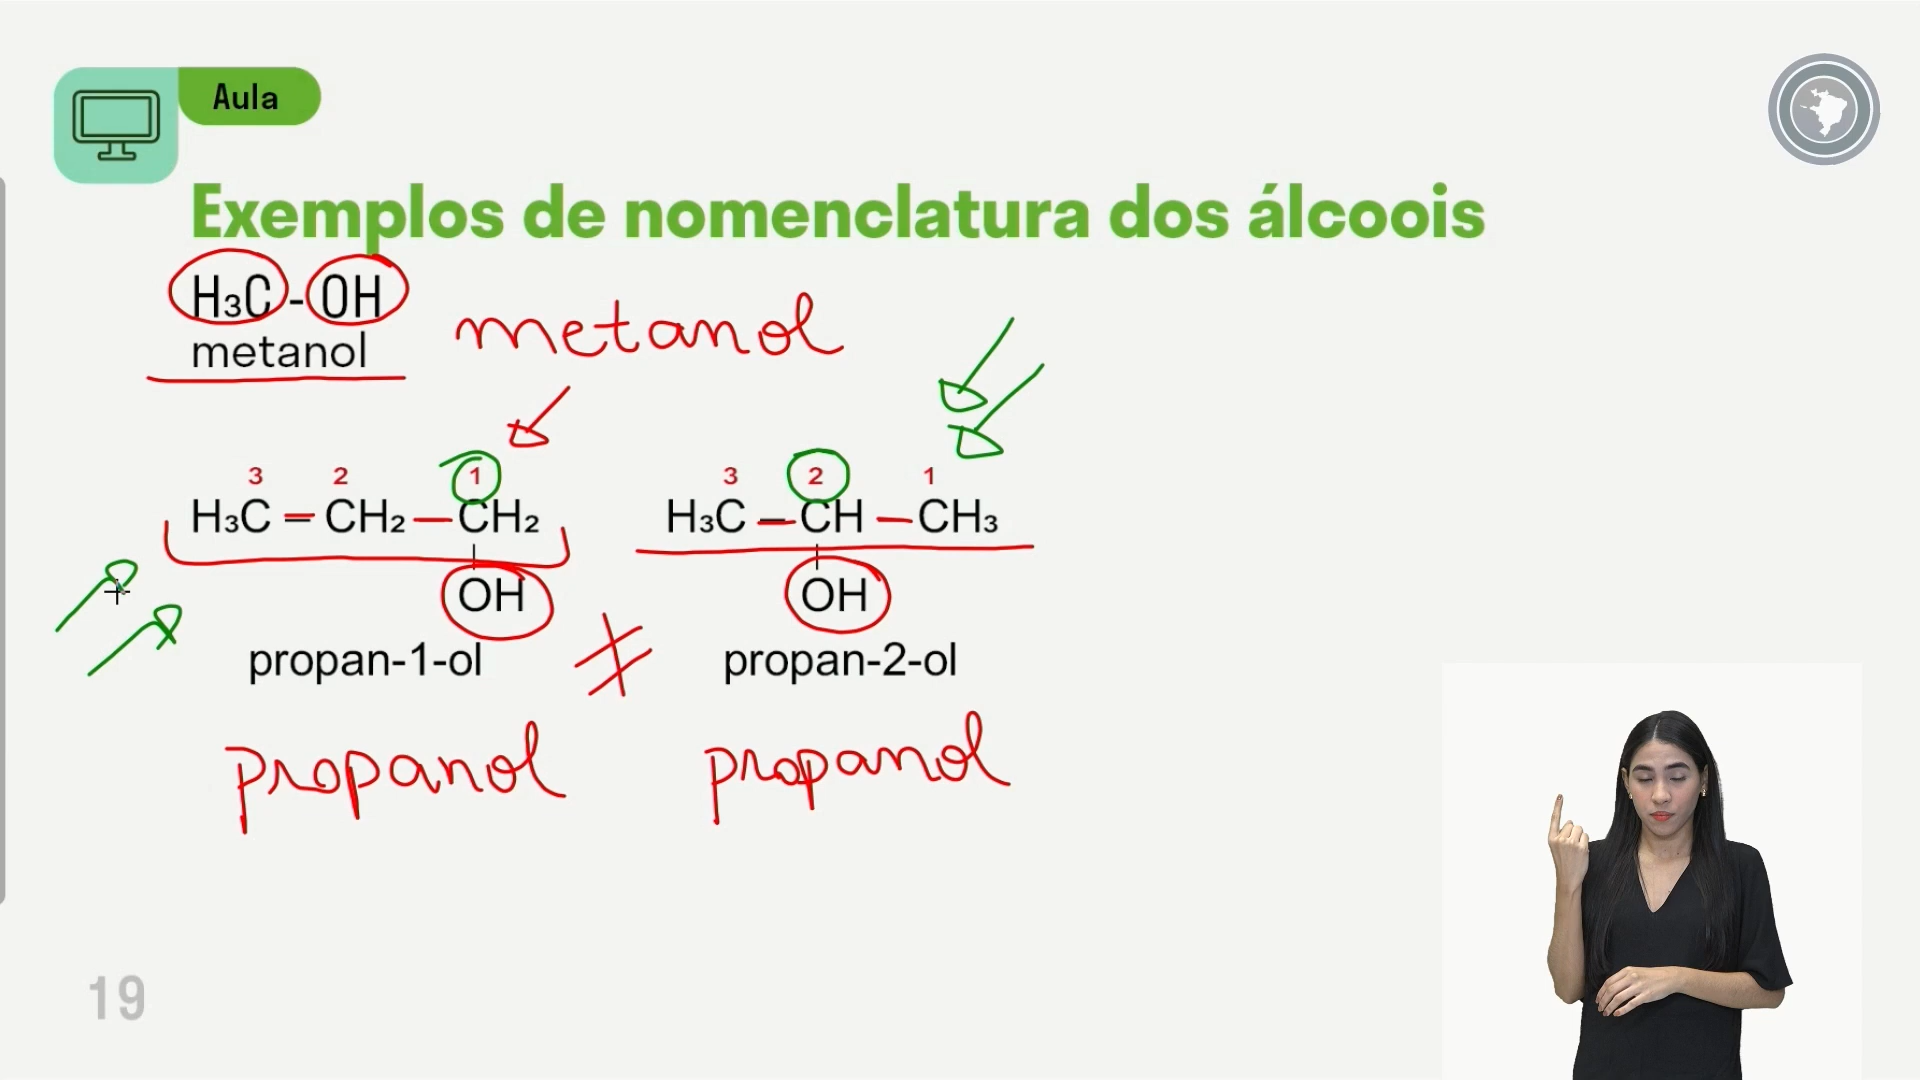 Aula
Exemplos de nomenclatura dos álcoois
H₃C-OH
metanol
metanol
3 2 1
H₃C – CH₂ – CH₂
OH
propan-1-ol
propanol
3 2 1
H₃C – CH – CH₃
OH
propan-2-ol
propanol
≠
19